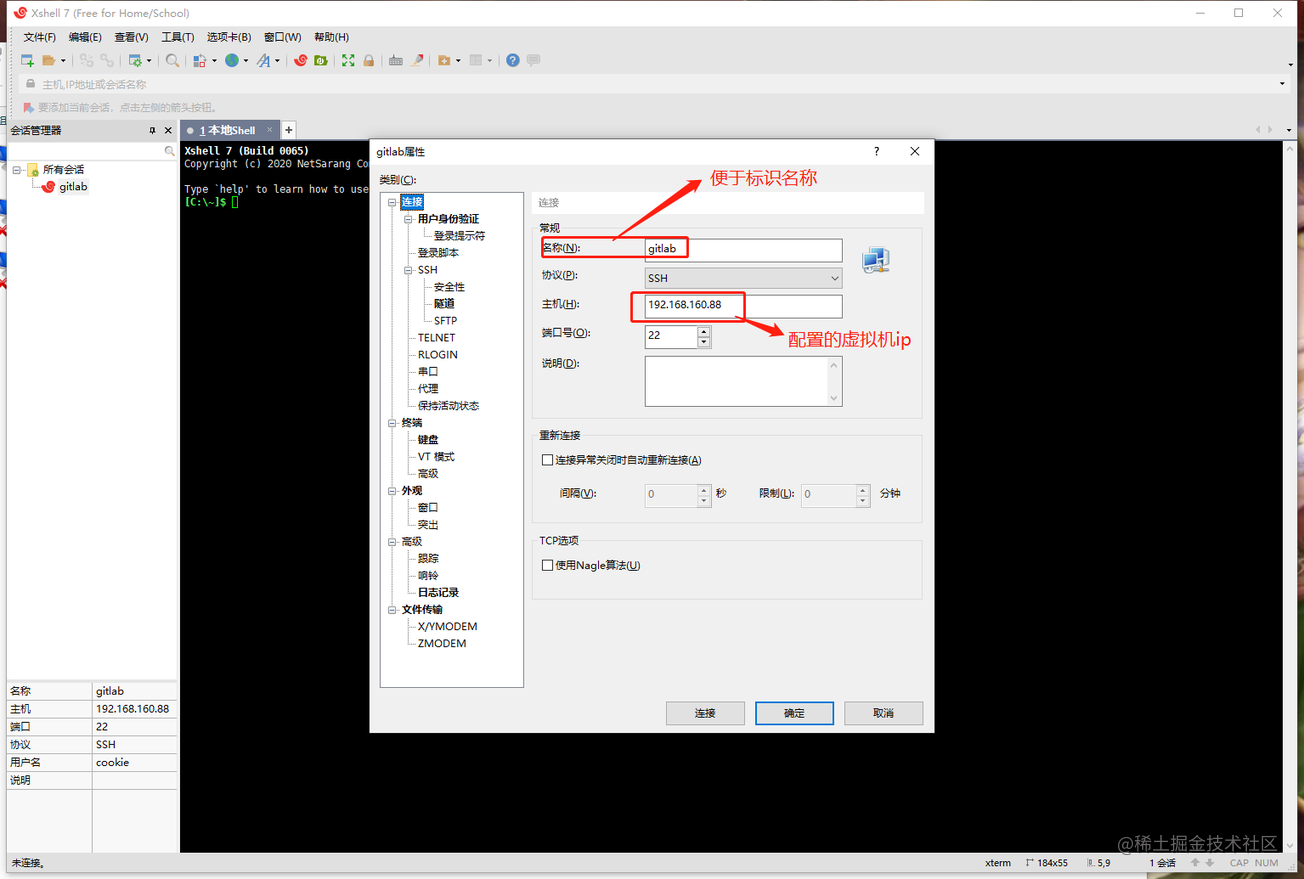 Xshell 7 (Free for Home/School)
文件(F) 编辑(E) 查看(V) 工具(T) 选项卡(B) 窗口(W) 帮助(H)
主机,IP地址或会话名称
要添加当前会话，点击左侧的箭头按钮。
会话管理器
1 本地Shell
所有会话
gitlab
Xshell 7 (Build 0065)
Copyright (c) 2020 NetSarang Co
Type `help' to learn how to use
[C:\~]$
gitlab属性
类别(C):
连接
用户身份验证
登录提示符
登录脚本
SSH
安全性
隧道
SFTP
TELNET
RLOGIN
串口
代理
保持活动状态
终端
键盘
VT 模式
高级
外观
窗口
突出
高级
跟踪
响铃
日志记录
文件传输
X/YMODEM
ZMODEM
便于标识名称
连接
常规
名称(N): gitlab
协议(P): SSH
主机(H): 192.168.160.88
端口号(O): 22
配置的虚拟机ip
说明(D):
重新连接
连接异常关闭时自动重新连接(A)
间隔(V): 0 秒 限制(L): 0 分钟
TCP选项
使用Nagle算法(U)
连接 确定 取消
名称 gitlab
主机 192.168.160.88
端口 22
协议 SSH
用户名 cookie
说明
@稀土掘金技术社区
未连接。 xterm 184x55 5,9 1 会话 CAP NUM